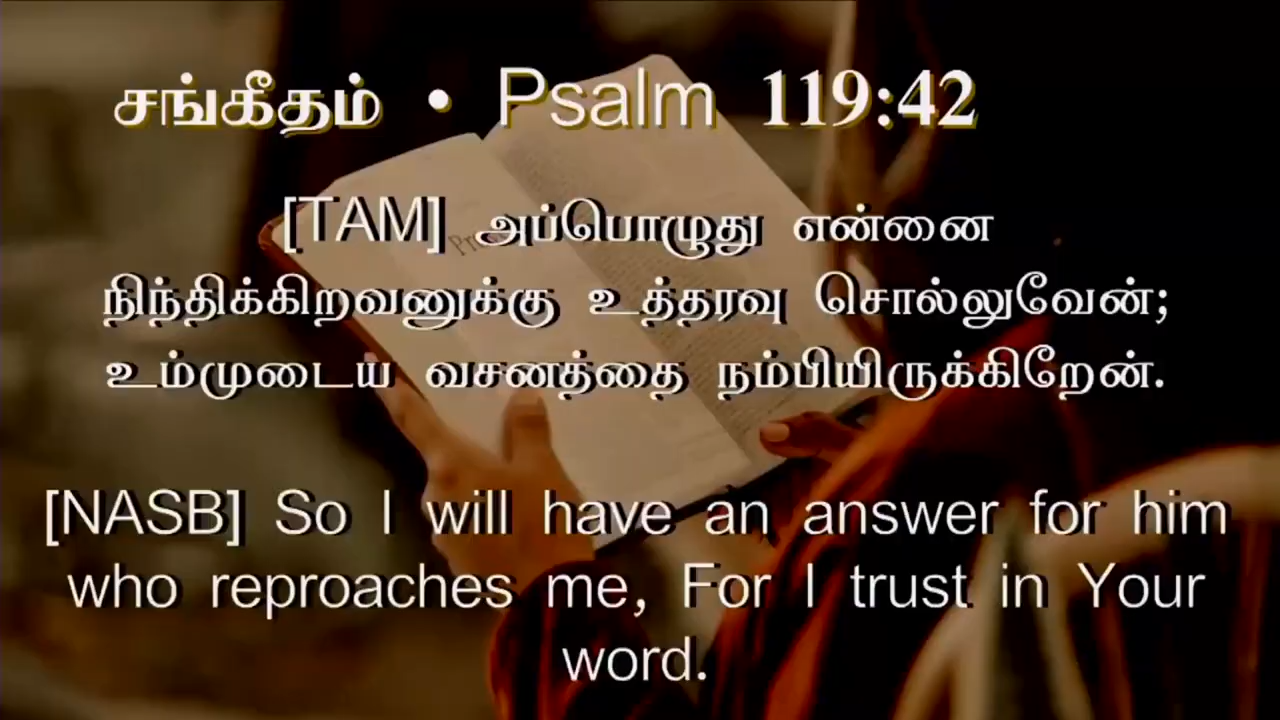 சங்கீதம் • Psalm 119:42
[TAM] அப்பொழுது என்னை
நிந்திக்கிறவனுக்கு உத்தரவு சொல்லுவேன்;
உம்முடைய வசனத்தை நம்பியிருக்கிறேன்.
[NASB] So I will have an answer for him
who reproaches me, For I trust in Your
word.